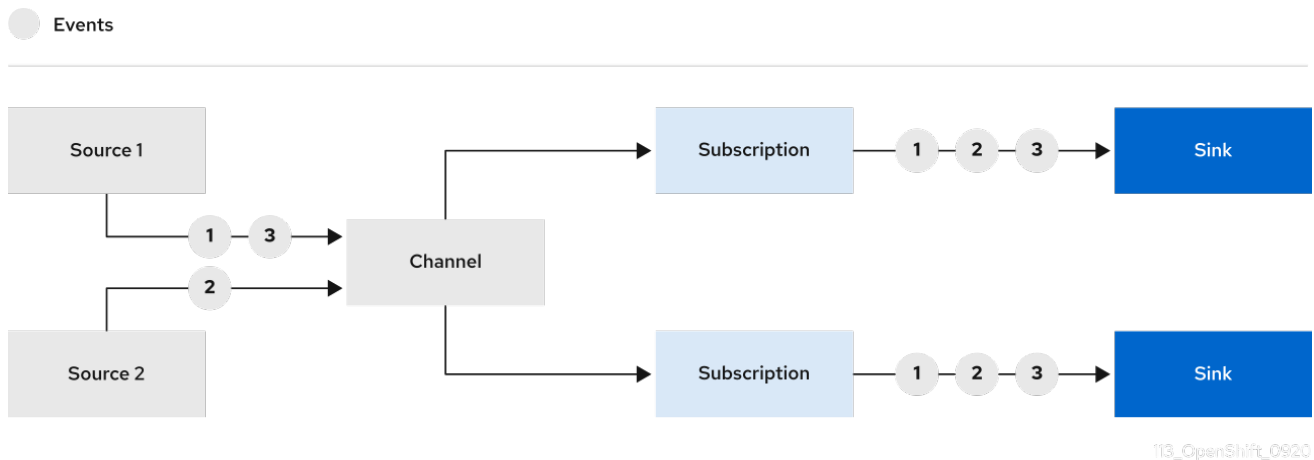 Events
Source 1
Subscription
1 2 3
Sink
1 3
Channel
2
Source 2
Subscription
1 2 3
Sink
113_OpenShift_0920